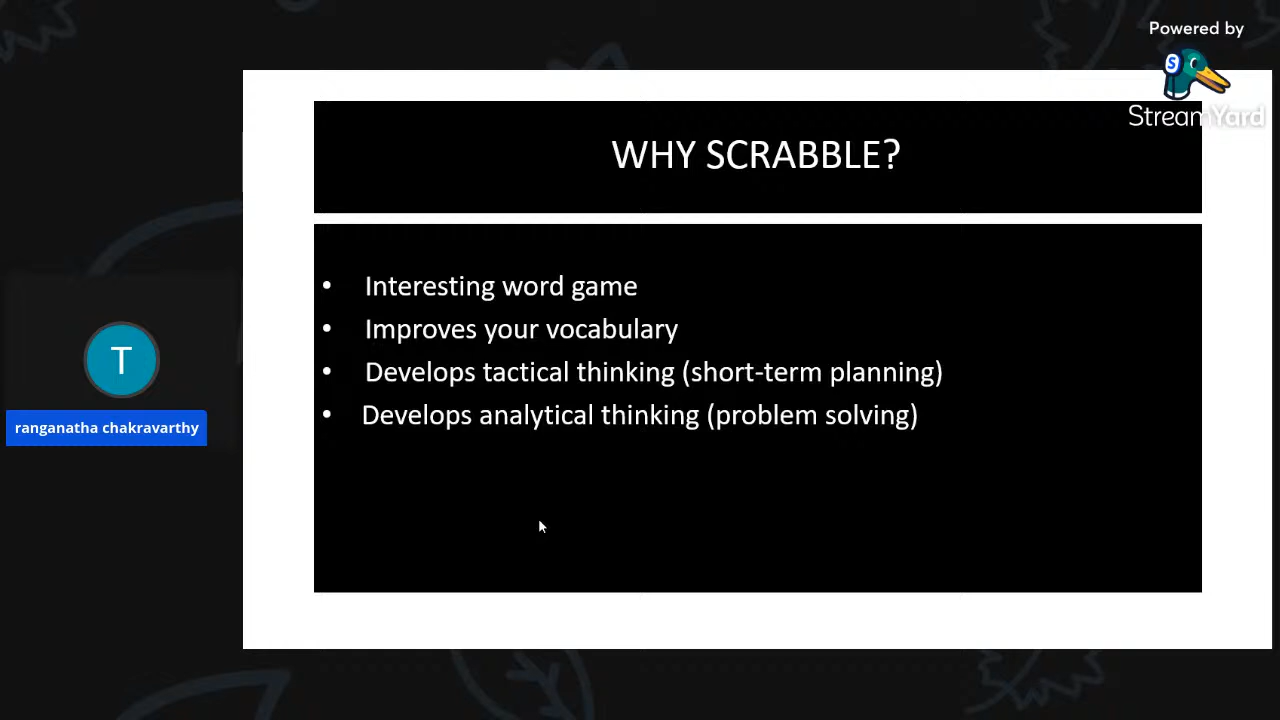 Powered by
S
StreamYard
WHY SCRABBLE?
• Interesting word game
• Improves your vocabulary
• Develops tactical thinking (short-term planning)
• Develops analytical thinking (problem solving)
T
ranganatha chakravarthy